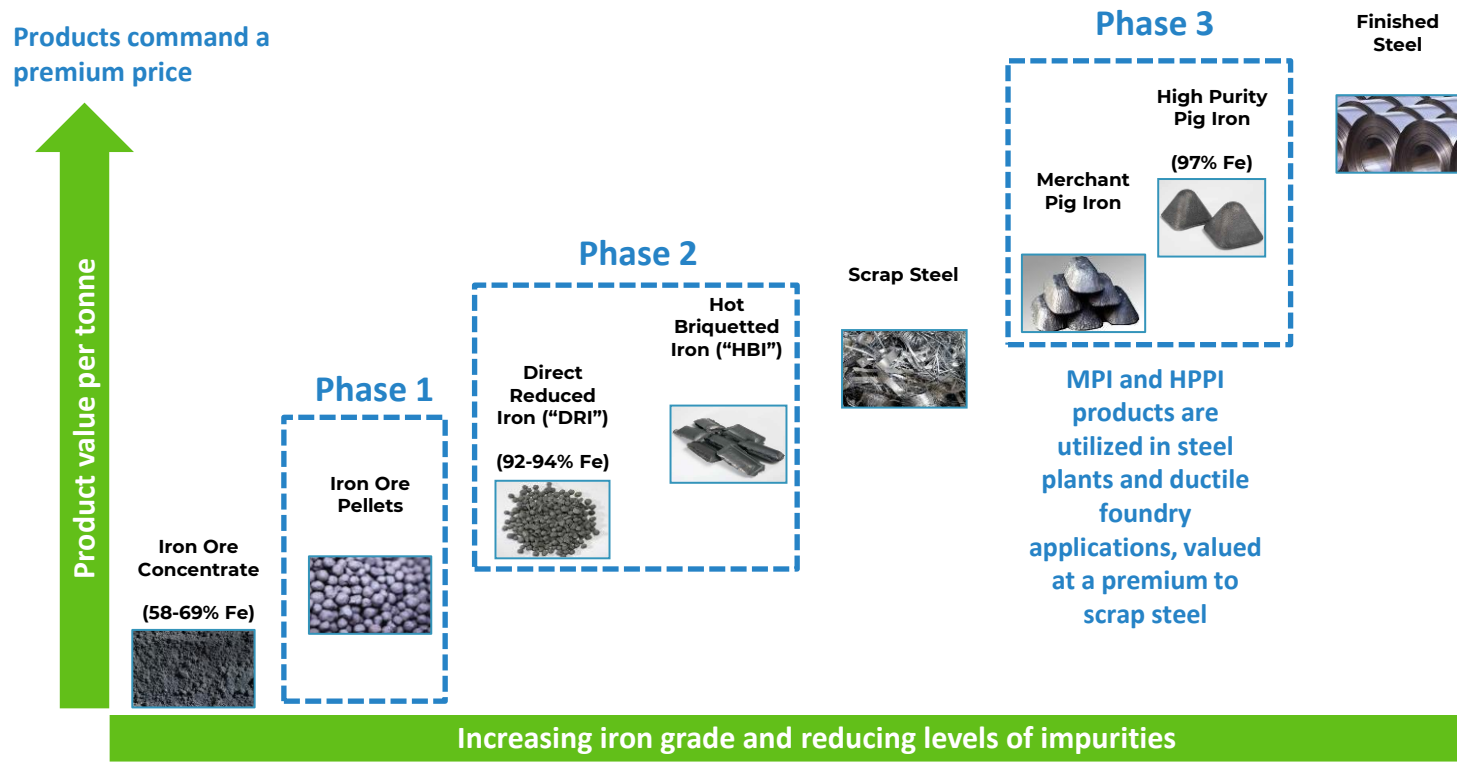 Products command a
premium price
Product value per tonne
Iron Ore
Concentrate
(58-69% Fe)
Phase 1
Iron Ore
Pellets
Phase 2
Direct
Reduced
Iron (“DRI”)
(92-94% Fe)
Hot
Briquetted
Iron (“HBI”)
Scrap Steel
Phase 3
Merchant
Pig Iron
High Purity
Pig Iron
(97% Fe)
MPI and HPPI
products are
utilized in steel
plants and ductile
foundry
applications, valued
at a premium to
scrap steel
Finished
Steel
Increasing iron grade and reducing levels of impurities